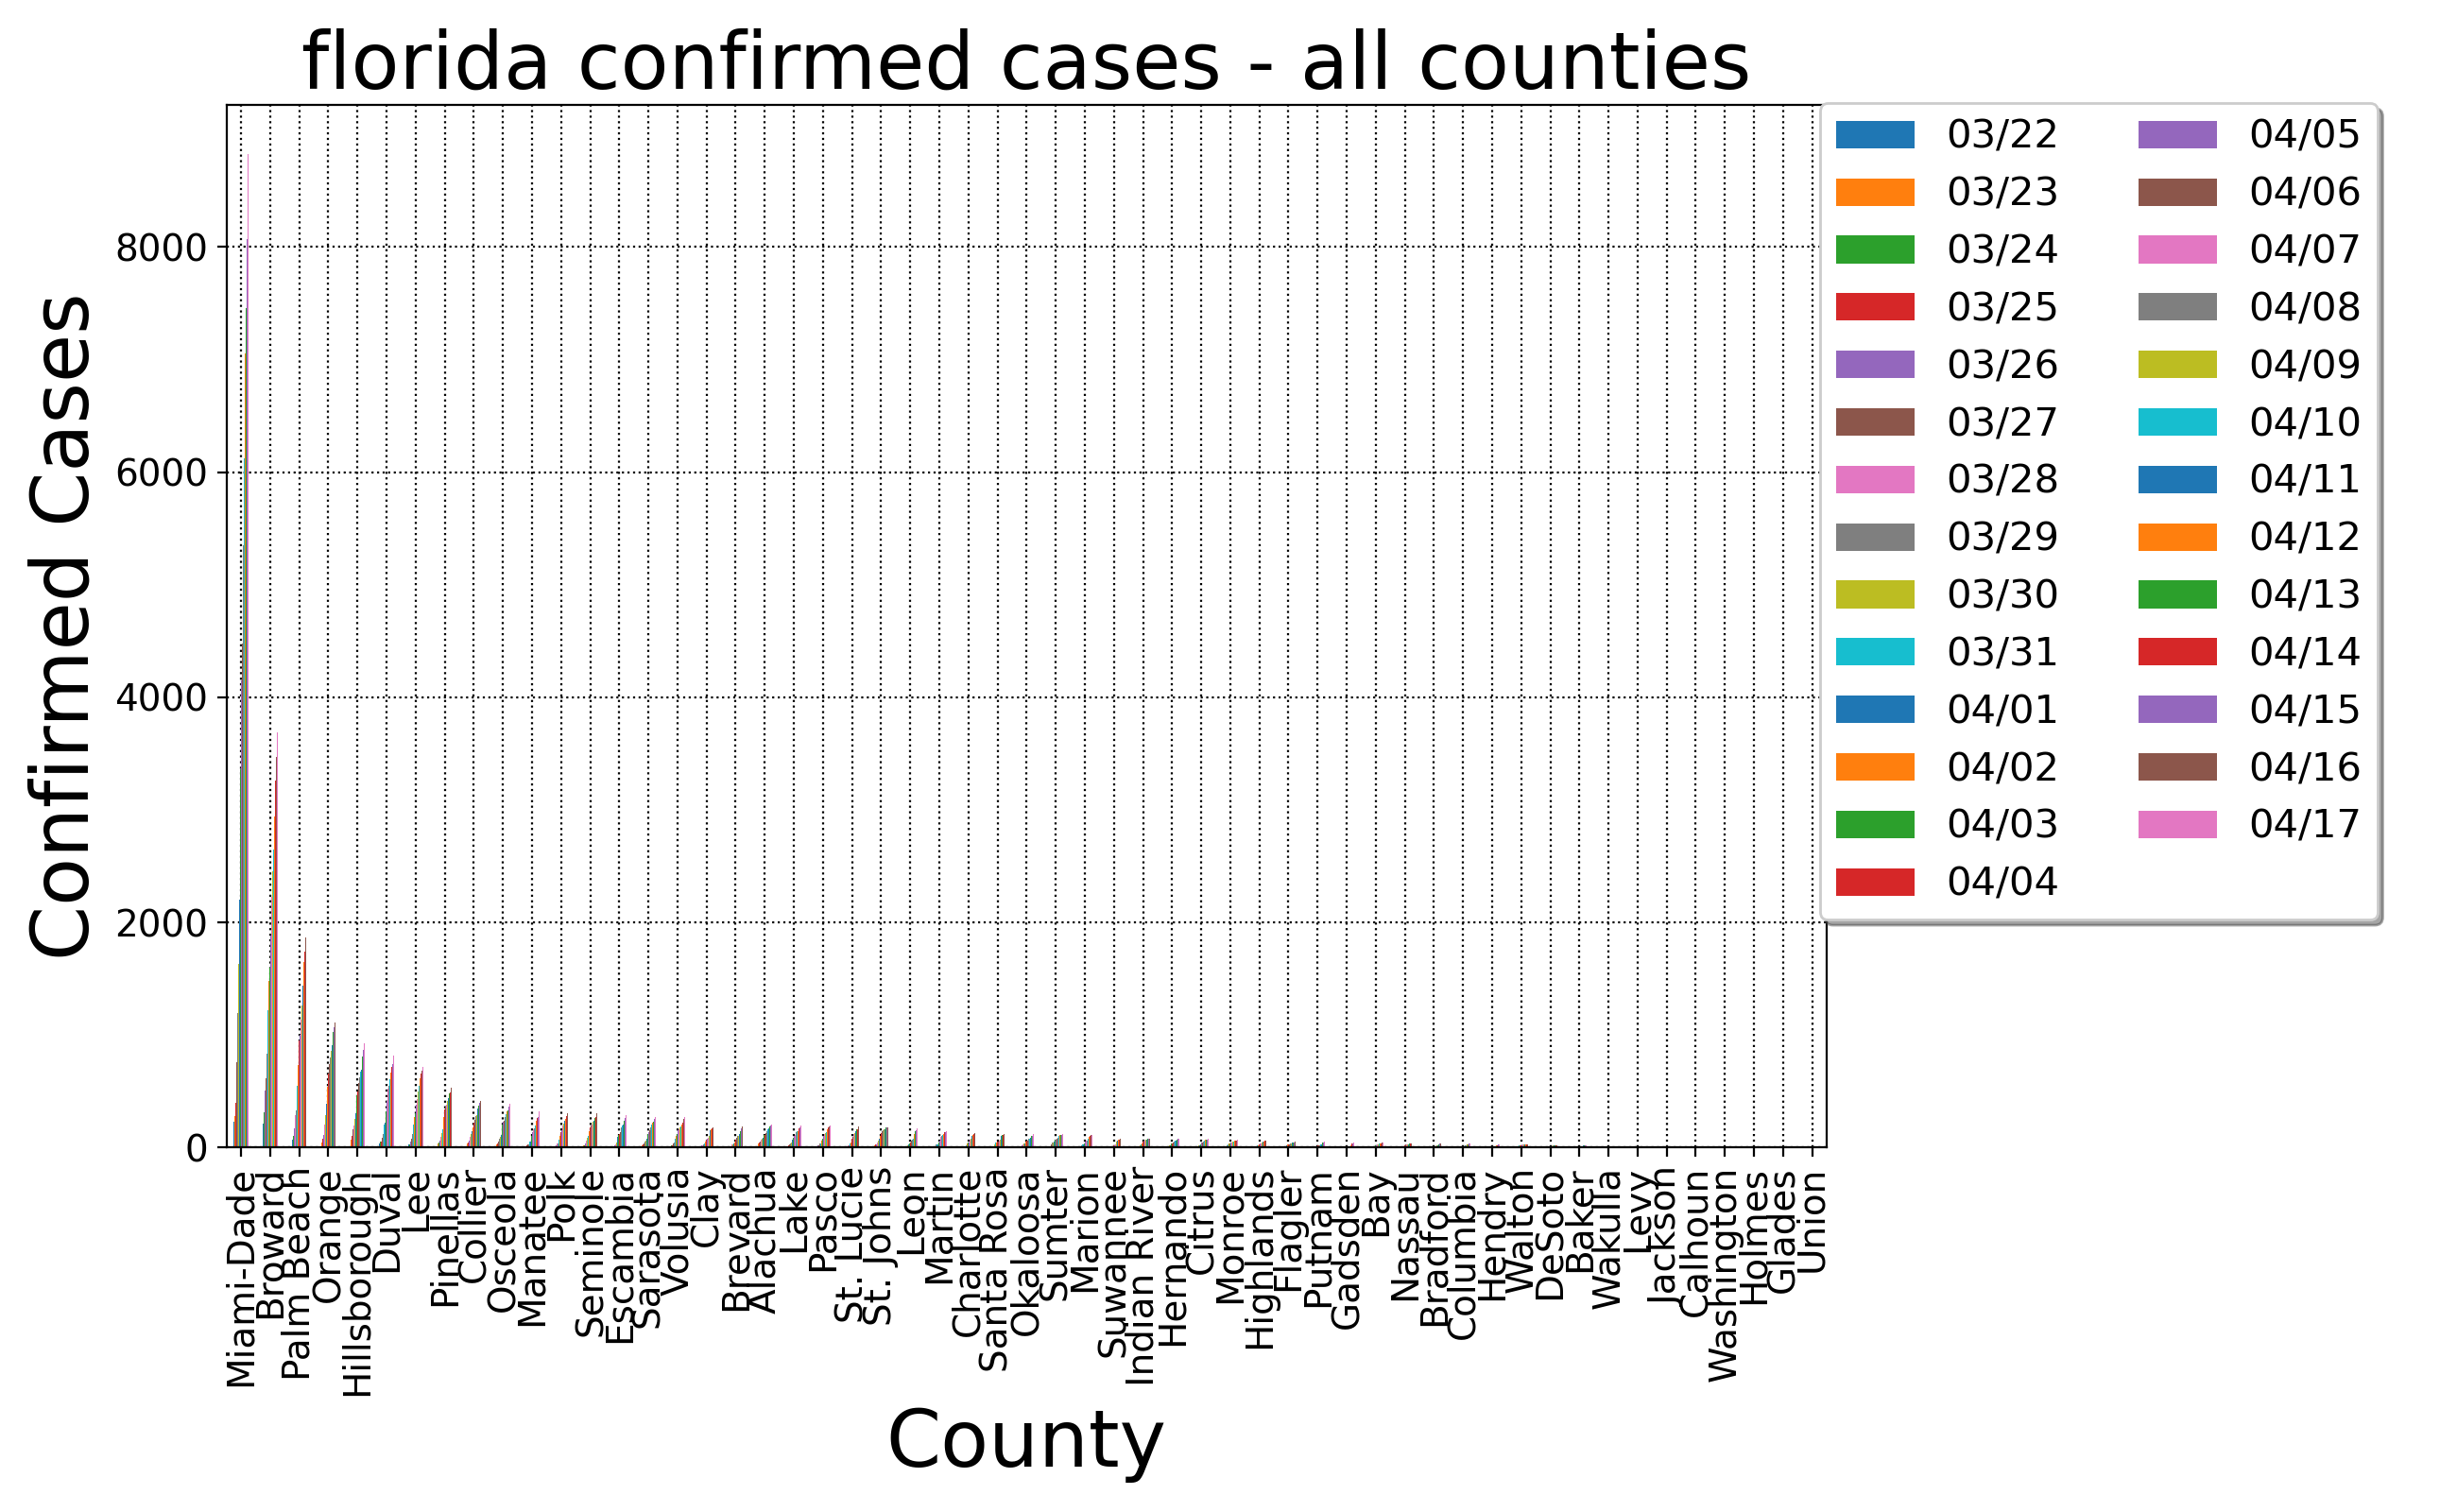 florida confirmed cases - all counties
Confirmed Cases
8000
6000
4000
2000
0
03/22
03/23
03/24
03/25
03/26
03/27
03/28
03/29
03/30
03/31
04/01
04/02
04/03
04/04
04/05
04/06
04/07
04/08
04/09
04/10
04/11
04/12
04/13
04/14
04/15
04/16
04/17
Miami-Dade
Broward
Palm Beach
Orange
Hillsborough
Duval
Lee
Pinellas
Collier
Osceola
Manatee
Polk
Seminole
Escambia
Sarasota
Volusia
Clay
Brevard
Alachua
Lake
Pasco
St. Lucie
St. Johns
Leon
Martin
Charlotte
Santa Rosa
Okaloosa
Sumter
Marion
Suwannee
Indian River
Hernando
Citrus
Monroe
Highlands
Flagler
Putnam
Gadsden
Bay
Nassau
Bradford
Columbia
Hendry
Walton
DeSoto
Baker
Wakulla
Levy
Jackson
Calhoun
Washington
Holmes
Glades
Union
County